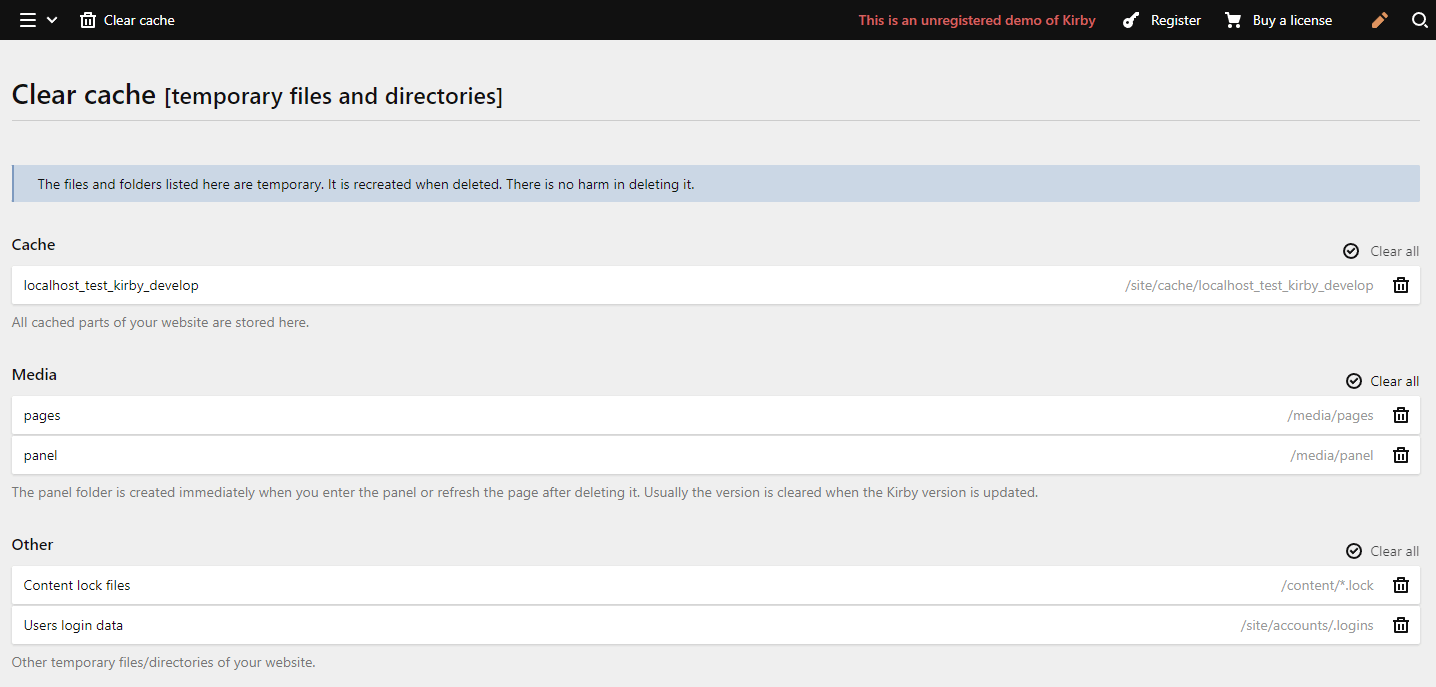 Clear cache This is an unregistered demo of Kirby Register Buy a license
Clear cache [temporary files and directories]
The files and folders listed here are temporary. It is recreated when deleted. There is no harm in deleting it.
Cache Clear all
localhost_test_kirby_develop /site/cache/localhost_test_kirby_develop
All cached parts of your website are stored here.
Media Clear all
pages /media/pages
panel /media/panel
The panel folder is created immediately when you enter the panel or refresh the page after deleting it. Usually the version is cleared when the Kirby version is updated.
Other Clear all
Content lock files /content/*.lock
Users login data /site/accounts/.logins
Other temporary files/directories of your website.